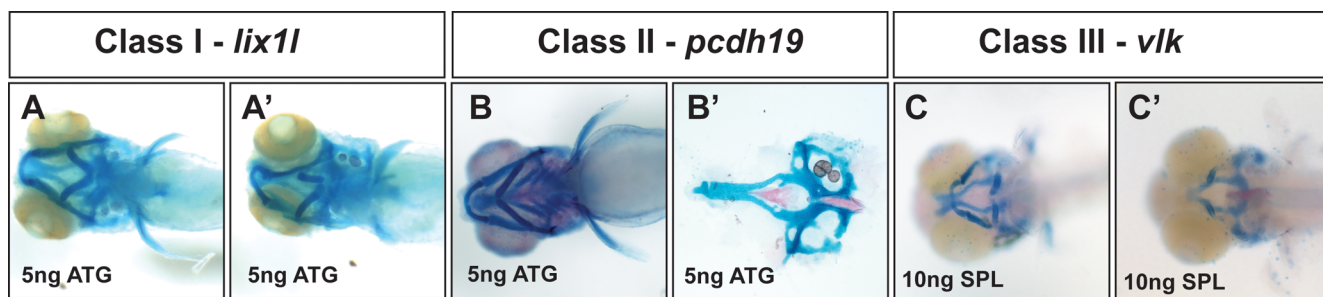 Class I - lix1l
Class II - pcdh19
Class III - vlk
A
A’
B
B’
C
C’
5ng ATG
5ng ATG
5ng ATG
5ng ATG
10ng SPL
10ng SPL